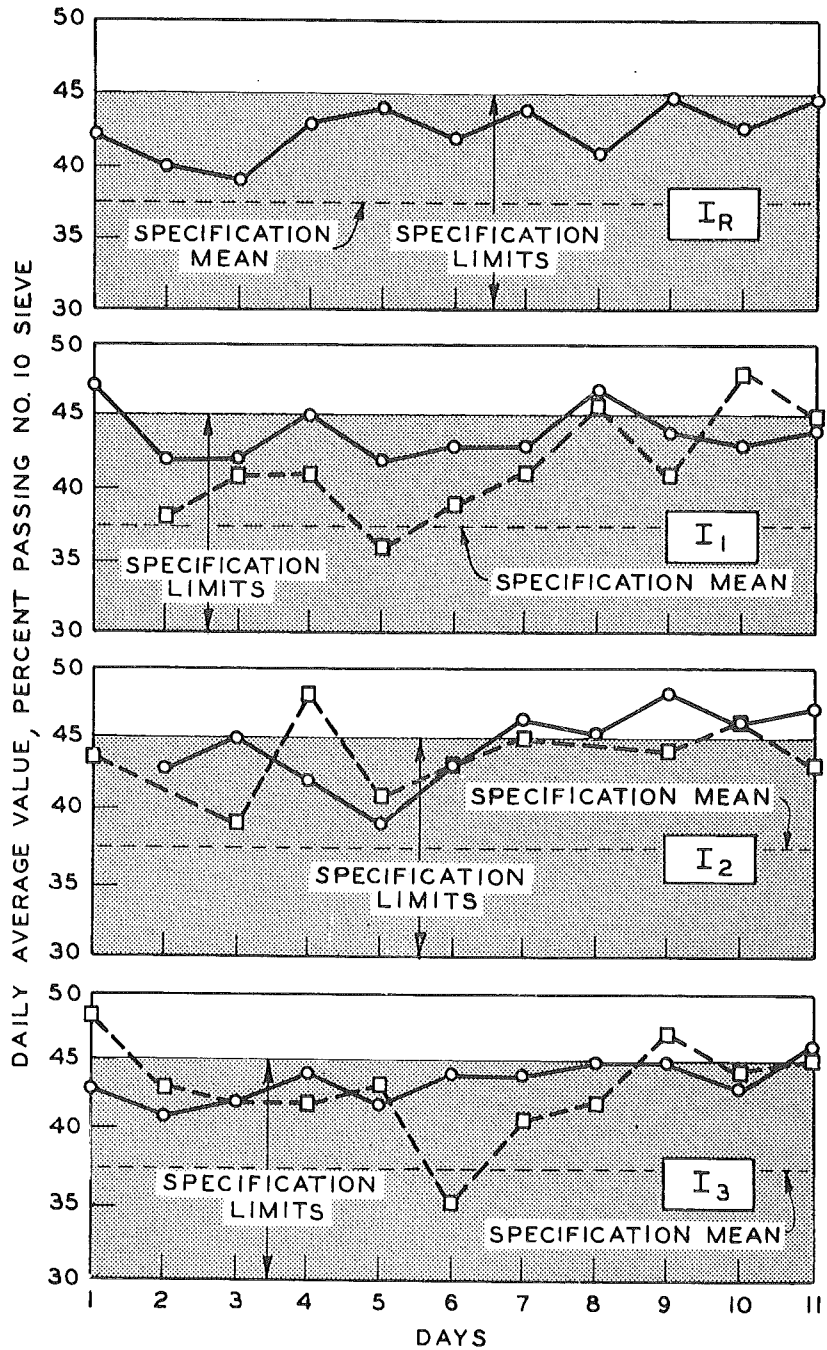 DAILY AVERAGE VALUE, PERCENT PASSING NO. 10 SIEVE
50
45
40
35
30
SPECIFICATION
MEAN
SPECIFICATION
LIMITS
I_R
50
45
40
35
30
SPECIFICATION
LIMITS
SPECIFICATION MEAN
I_1
50
45
40
35
30
SPECIFICATION MEAN
SPECIFICATION
LIMITS
I_2
50
45
40
35
30
SPECIFICATION
LIMITS
I_3
SPECIFICATION MEAN
1 2 3 4 5 6 7 8 9 10 11
DAYS